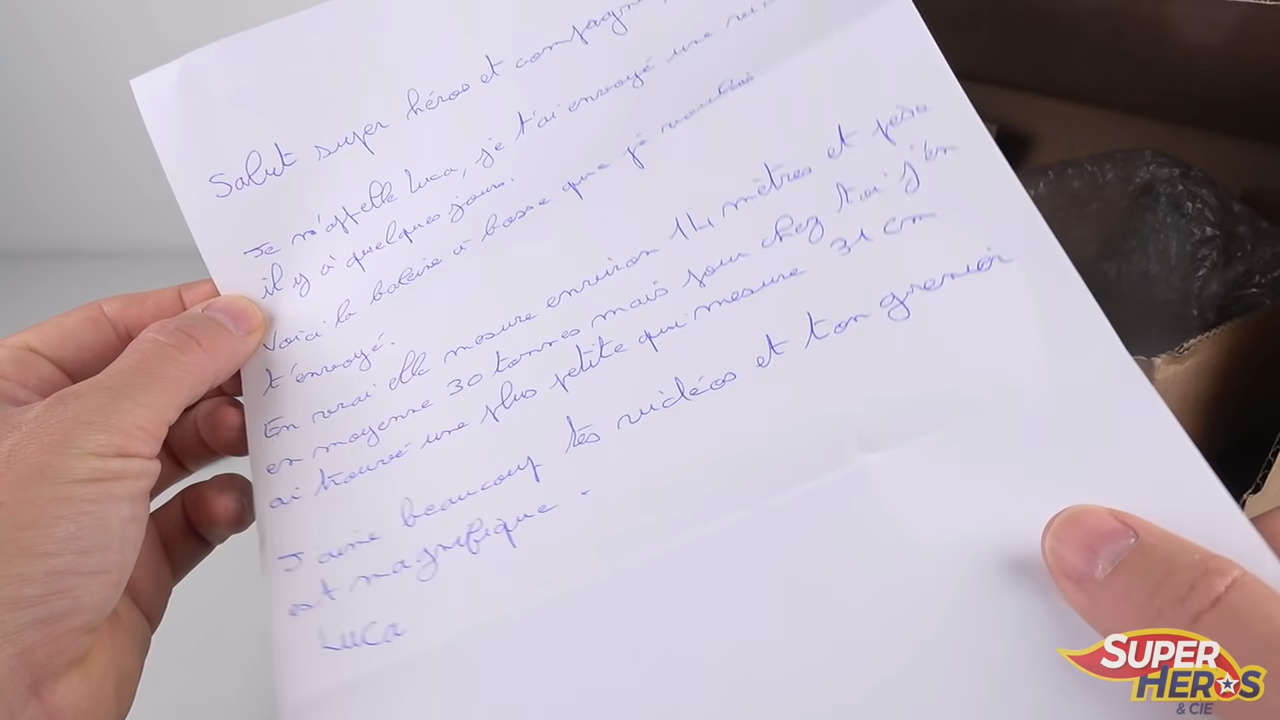 Salut super héros et compagnie
Je m'appelle Luca, je t'ai envoyé une
il y a quelques jours.
Voici la baleine à bosse que je voulais
t'envoyé.
En vrai elle mesure environ 14 mètres et pèse
en moyenne 30 tonnes mais pour chez toi j'en
ai trouvé une plus petite qui mesure 31 cm
J'aime beaucoup tes vidéos et ton grenier
est magnifique.
Luca
SUPER
HEROS
& CIE